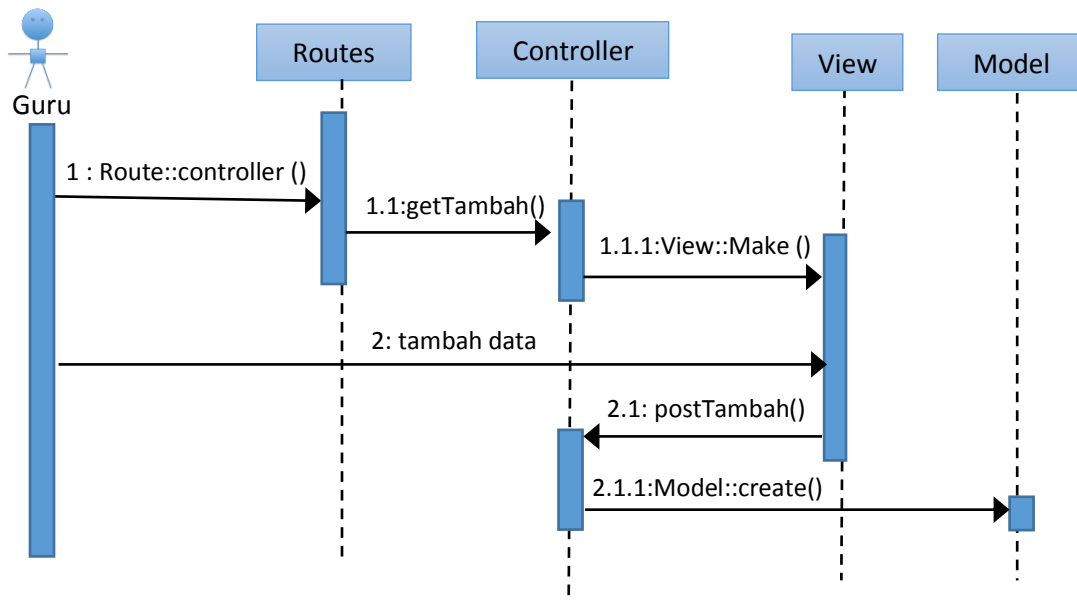 Guru
Routes
Controller
View
Model
1 : Route::controller ()
1.1:getTambah()
1.1.1:View::Make ()
2: tambah data
2.1: postTambah()
2.1.1:Model::create()